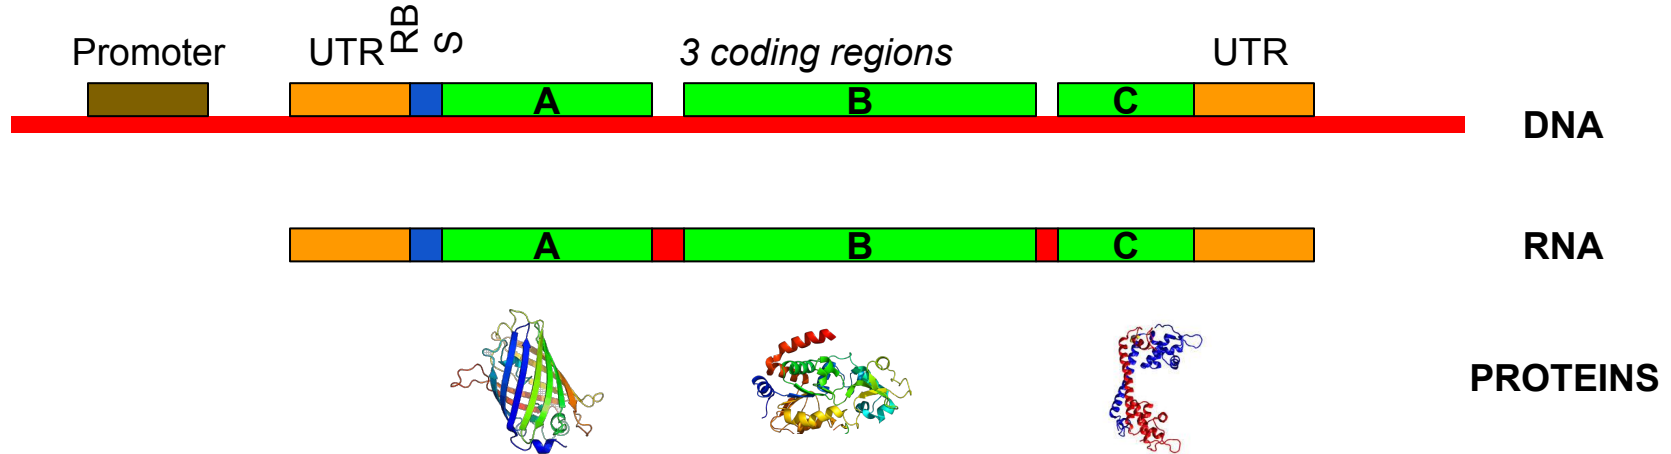 Promoter
UTR
RB
S
3 coding regions
UTR
A
B
C
DNA
A
B
C
RNA
PROTEINS